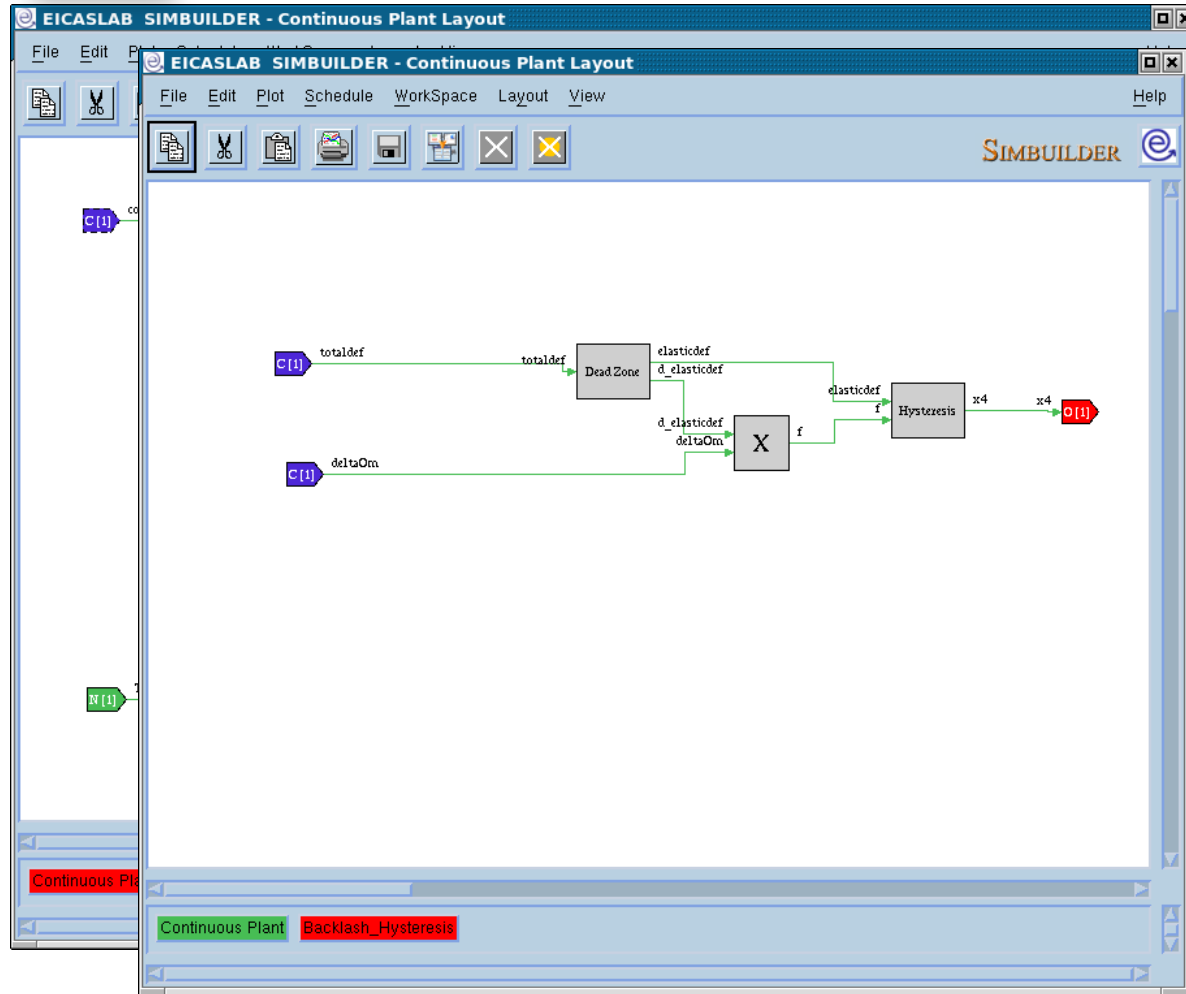 EICASLAB SIMBUILDER - Continuous Plant Layout
File Edit
C[1]
N[1]
EICASLAB SIMBUILDER - Continuous Plant Layout
File Edit Plot Schedule WorkSpace Layout View Help
SIMBUILDER
C[1] totaldef
totaldef Dead Zone elasticdef
d_elasticdef
elasticdef
f Hysteresis x4
x4 O[1]
d_elasticdef
deltaOm X f
C[1] deltaOm
Continuous Plant Backlash_Hysteresis